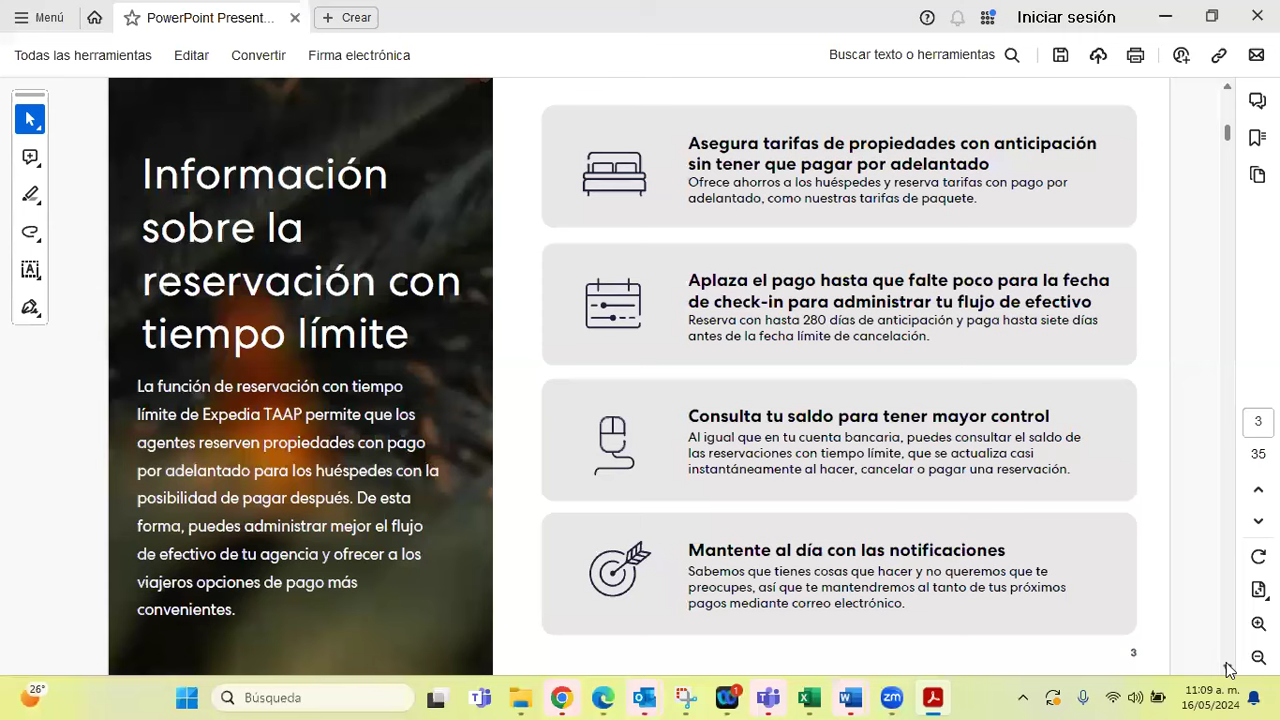 Menú
PowerPoint Present...
Crear
Iniciar sesión
Todas las herramientas
Editar
Convertir
Firma electrónica
Buscar texto o herramientas
Información
sobre la
reservación con
tiempo límite
La función de reservación con tiempo
límite de Expedia TAAP permite que los
agentes reserven propiedades con pago
por adelantado para los huéspedes con la
posibilidad de pagar después. De esta
forma, puedes administrar mejor el flujo
de efectivo de tu agencia y ofrecer a los
viajeros opciones de pago más
convenientes.
Asegura tarifas de propiedades con anticipación
sin tener que pagar por adelantado
Ofrece ahorros a los huéspedes y reserva tarifas con pago por
adelantado, como nuestras tarifas de paquete.
Aplaza el pago hasta que falte poco para la fecha
de check-in para administrar tu flujo de efectivo
Reserva con hasta 280 días de anticipación y paga hasta siete días
antes de la fecha límite de cancelación.
Consulta tu saldo para tener mayor control
Al igual que en tu cuenta bancaria, puedes consultar el saldo de
las reservaciones con tiempo límite, que se actualiza casi
instantáneamente al hacer, cancelar o pagar una reservación.
Mantente al día con las notificaciones
Sabemos que tienes cosas que hacer y no queremos que te
preocupes, así que te mantendremos al tanto de tus próximos
pagos mediante correo electrónico.
3
3
35
26°
Búsqueda
1
zm
11:09 a. m.
16/05/2024